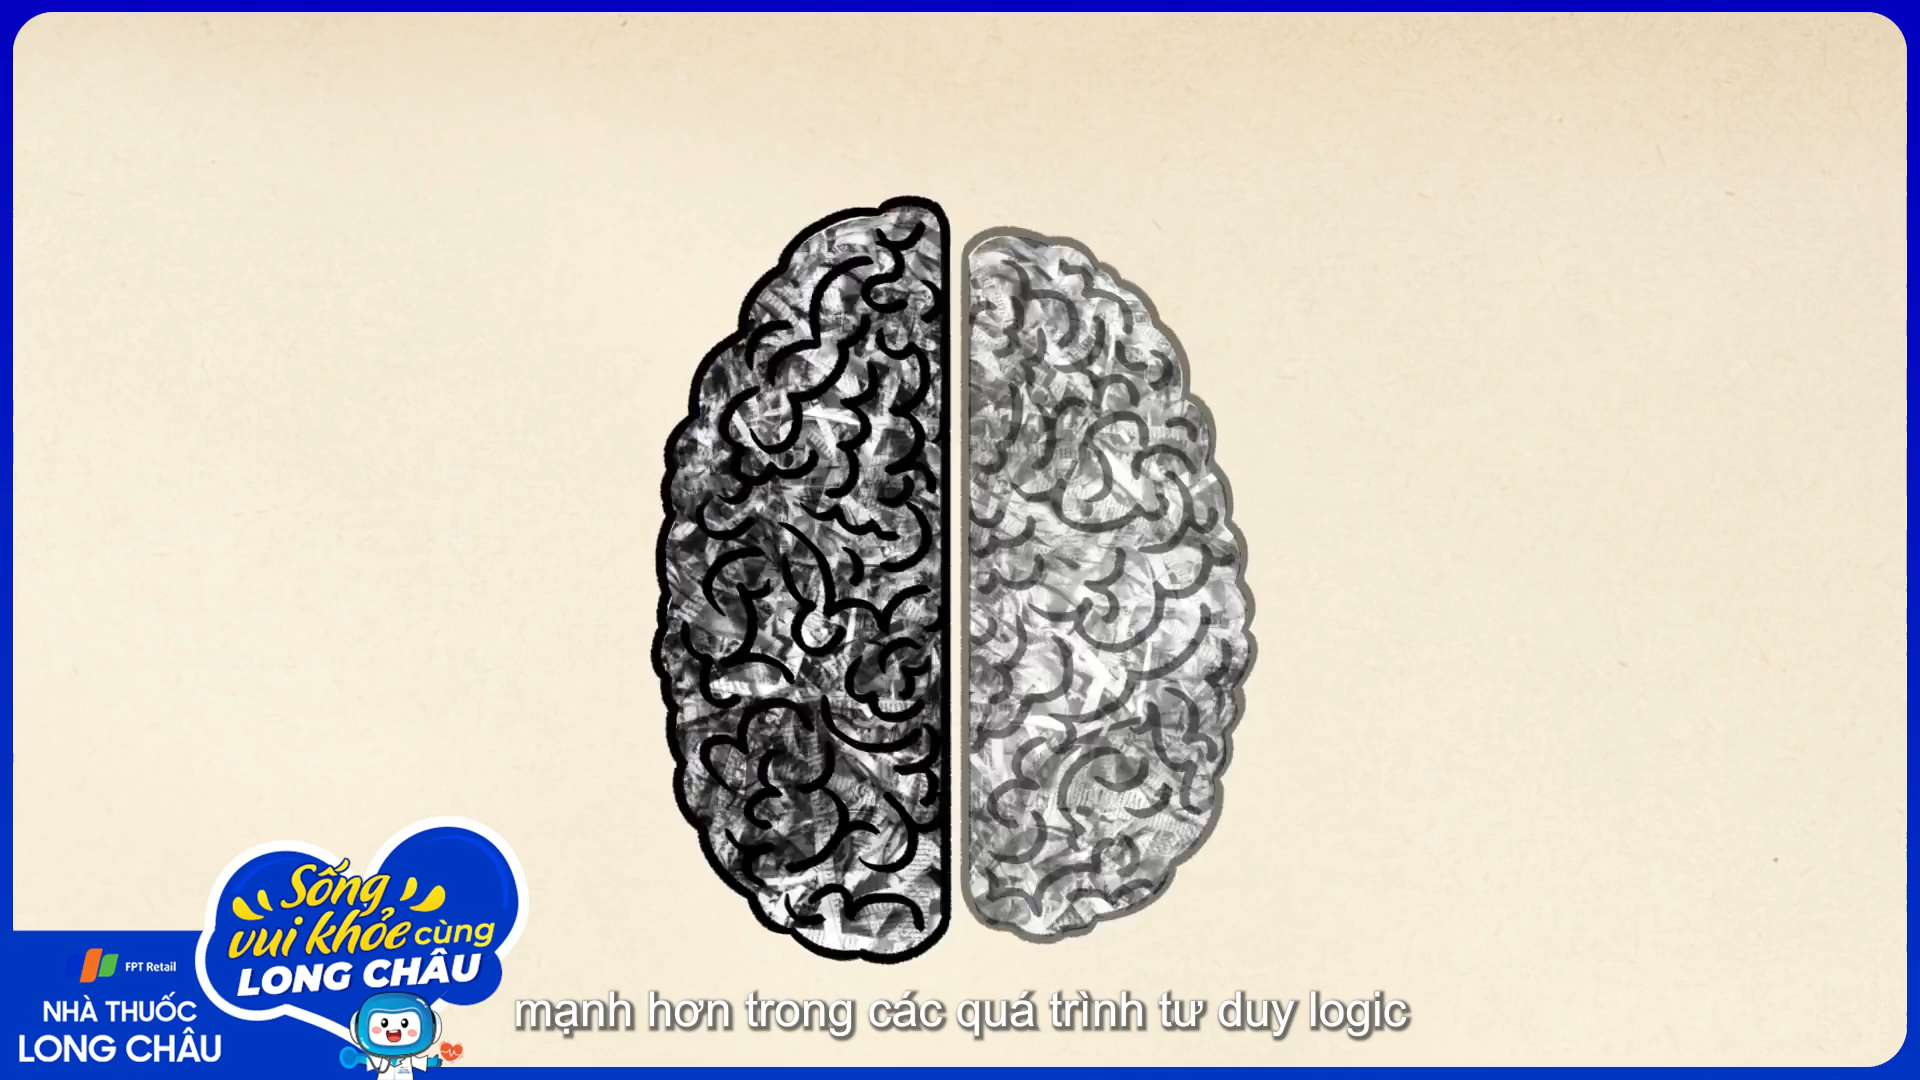 Sống
vui khỏe cùng
LONG CHÂU
FPT Retail
NHÀ THUỐC
LONG CHÂU
mạnh hơn trong các quá trình tư duy logic